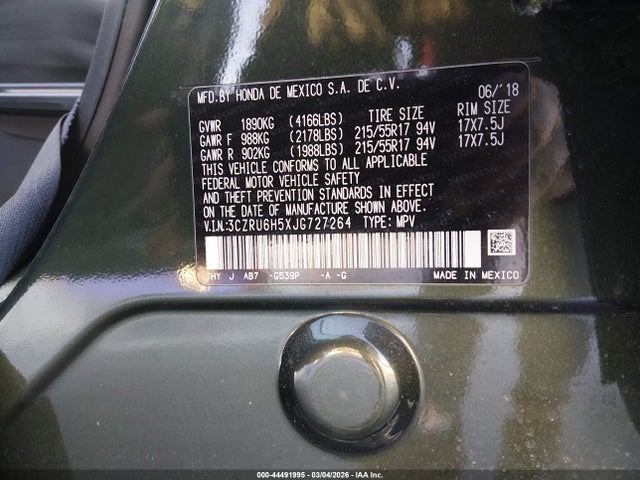 MFD.BY HONDA DE MEXICO S.A. DE C.V. 06/'18
GVWR 1890KG (4166LBS) TIRE SIZE RIM SIZE
GAWR F 988KG (2178LBS) 215/55R17 94V 17X7.5J
GAWR R 902KG (1988LBS) 215/55R17 94V 17X7.5J
THIS VEHICLE CONFORMS TO ALL APPLICABLE
FEDERAL MOTOR VEHICLE SAFETY
AND THEFT PREVENTION STANDARDS IN EFFECT
ON THE DATE OF MANUFACTURE SHOWN ABOVE.
V.I.N:3CZRU6H5XJG727264 TYPE: MPV
THY J AB7 -G539P -A -G MADE IN MEXICO
000-44491995 - 03/04/2026 - IAA Inc.